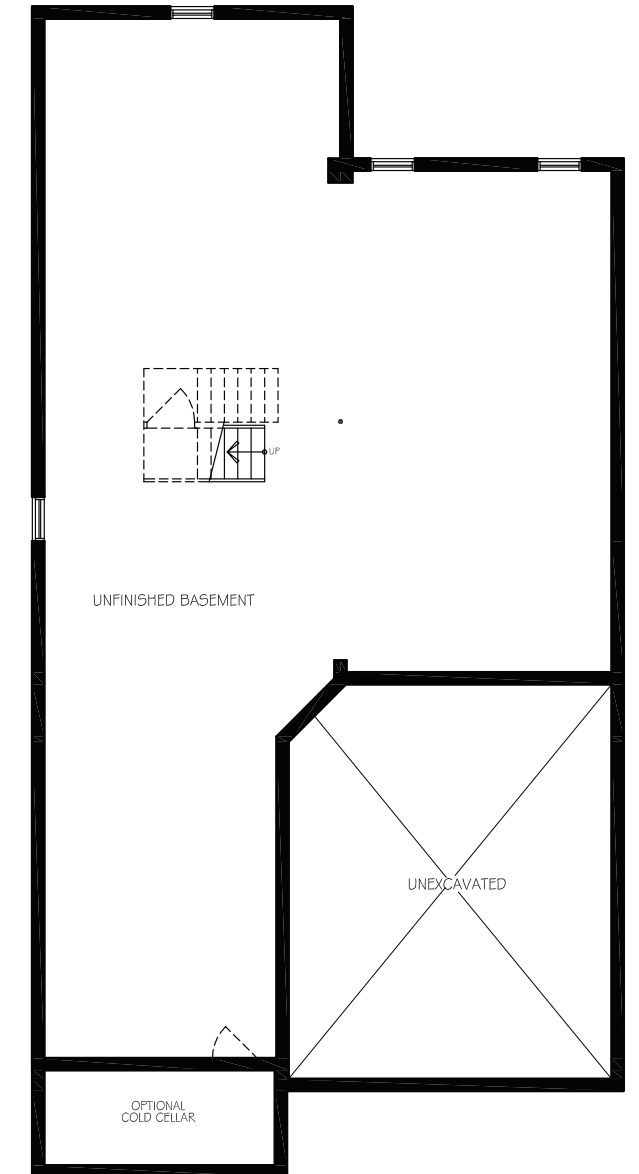 UP
UNFINISHED BASEMENT
UNEXCAVATED
OPTIONAL
COLD CELLAR